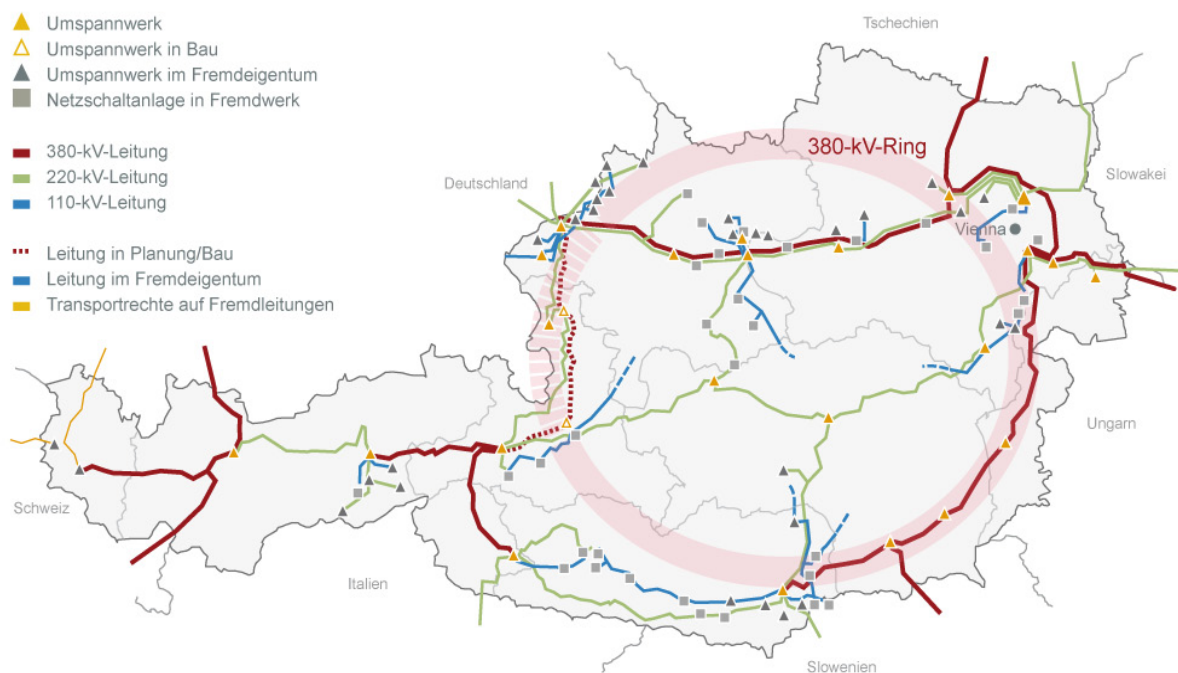 Umspannwerk
Umspannwerk in Bau
Umspannwerk im Fremdeigentum
Netzschaltanlage in Fremdwerk
380-kV-Leitung
220-kV-Leitung
110-kV-Leitung
Leitung in Planung/Bau
Leitung im Fremdeigentum
Transportrechte auf Fremdleitungen
Tschechien
380-kV-Ring
Deutschland
Slowakei
Vienna
Ungarn
Schweiz
Italien
Slowenien